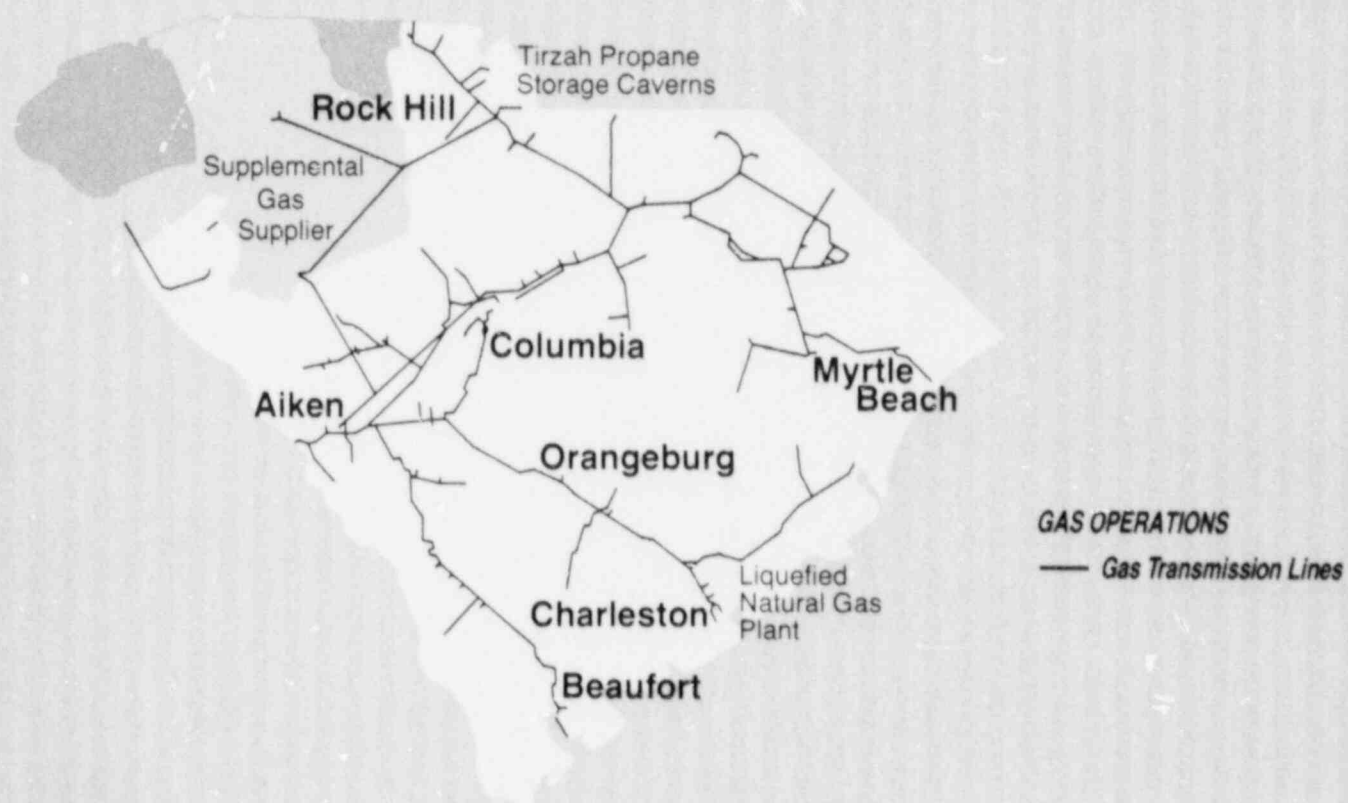 Tirzah Propane
Storage Caverns
Rock Hill
Supplemental
Gas
Supplier
Columbia
Myrtle
Beach
Aiken
Orangeburg
GAS OPERATIONS
Gas Transmission Lines
Liquefied
Natural Gas
Plant
Charleston
Beaufort